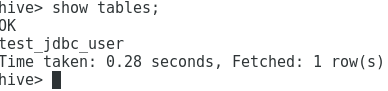 hive> show tables;
OK
test_jdbc_user
Time taken: 0.28 seconds, Fetched: 1 row(s)
hive>